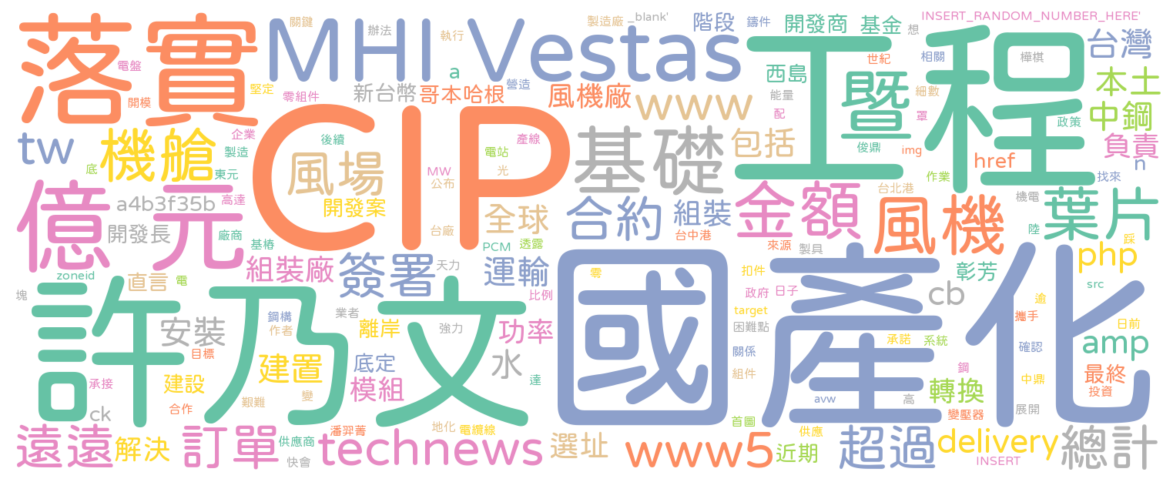 落實
MHI Vestas
CIP
工程
暨
基礎
國產化
許乃文
億 元
機艙
風場
金額
風機
葉片
www
包括
合約
組裝
tw
a4b3f35b
開發長
開發案
全球
組裝廠
簽署
運輸
安裝
建置
模組
功率
水
底定
離岸
直言
建設
遠遠
解決
訂單
technews
選址
www5
近期
超過
delivery
總計
轉換
amp
最終
php
cb
彰芳
src
n
href
負責
中鋼
本土
台灣
INSERT_RANDOM_NUMBER_HERE'
基金
開發商
階段
西島
風機廠
哥本哈根
新台幣
a
_blank'
製造廠
鑄件
關鍵
辦法
執行
電盤
開模
堅定
零組件
營造
能量
世紀
相關
想
樺棋
細數
罩
配
俊鼎
img
政策
找來
作業
台北港
機電
陸
踩
企業
製造
東元
底
高達
廠商
基樁
後續
產線
電站
MW
公布
光
台廠
PCM
透露
天力
比例
台中港
來源
製具
扣件
政府
日子
target
困難點
零
zoneid
塊
電
鋼構
作者
業者
強力
達
目標
承接
合作
艱難
變
ck
供應商
快會
潘羿菁
地化
電纜線
首圖
供應
關係
組件
avw
高
承諾
系統
逾
攜手
日前
確認
中鼎
投資
鋼
變壓器
展開
INSERT